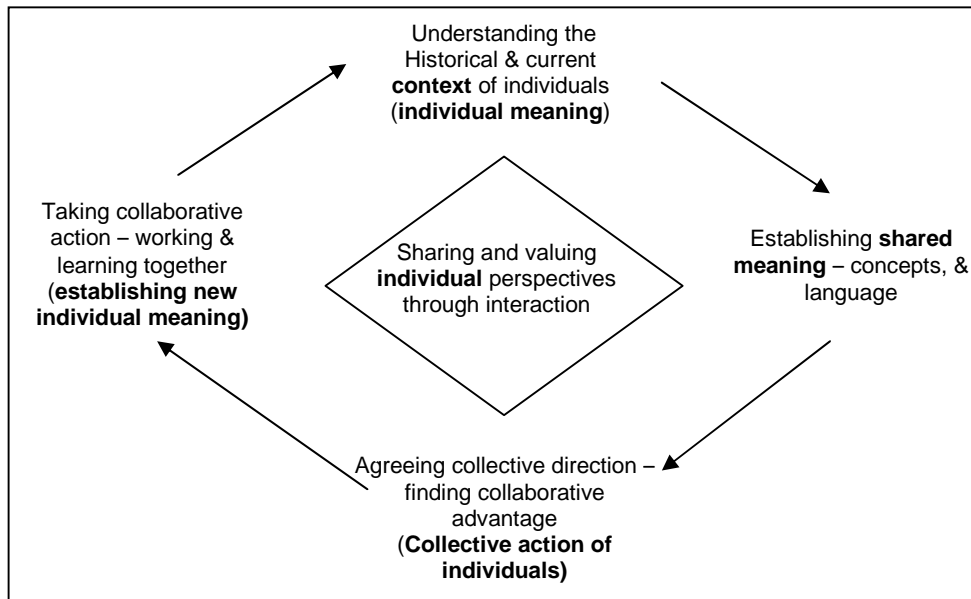 Understanding the
Historical & current
context of individuals
(individual meaning)
Taking collaborative
action – working &
learning together
(establishing new
individual meaning)
Sharing and valuing
individual perspectives
through interaction
Establishing shared
meaning – concepts, &
language
Agreeing collective direction –
finding collaborative
advantage
(Collective action of
individuals)